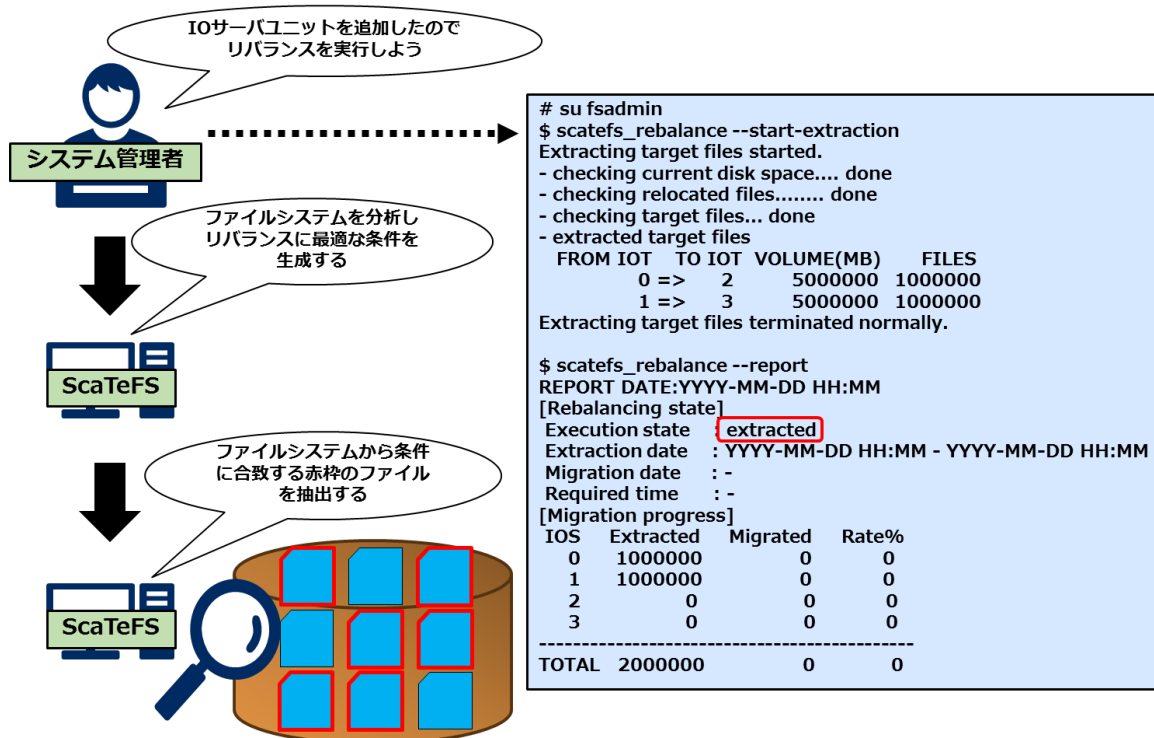 IOサーバユニットを追加したので
リバランスを実行しよう
システム管理者
ファイルシステムを分析し
リバランスに最適な条件を
生成する
ScaTeFS
ファイルシステムから条件
に合致する赤枠のファイル
を抽出する
ScaTeFS
# su fsadmin
$ scatefs_rebalance --start-extraction
Extracting target files started.
- checking current disk space.... done
- checking relocated files........ done
- checking target files... done
- extracted target files
FROM IOT TO IOT VOLUME(MB) FILES
0 => 2 5000000 1000000
1 => 3 5000000 1000000
Extracting target files terminated normally.
$ scatefs_rebalance --report
REPORT DATE:YYYY-MM-DD HH:MM
[Rebalancing state]
Execution state : extracted
Extraction date : YYYY-MM-DD HH:MM - YYYY-MM-DD HH:MM
Migration date : -
Required time : -
[Migration progress]
IOS Extracted Migrated Rate%
0 1000000 0 0
1 1000000 0 0
2 0 0 0
3 0 0 0
---------------------------------------------
TOTAL 2000000 0 0